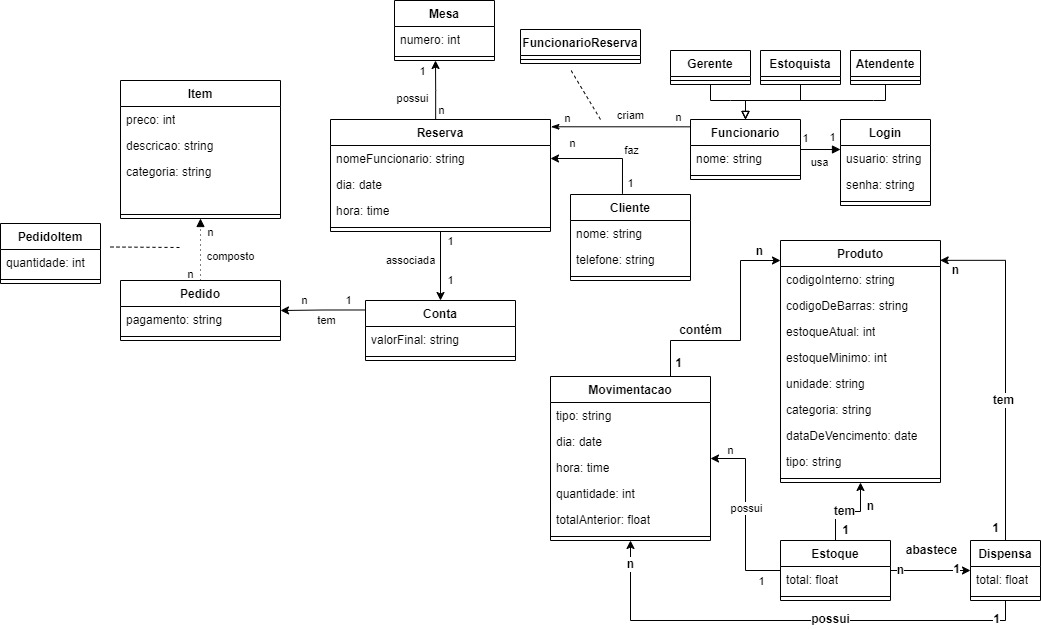 Mesa
numero: int
1
possui
n
FuncionarioReserva
Gerente
Estoquista
Atendente
Item
preco: int
descricao: string
categoria: string
Reserva
nomeFuncionario: string
dia: date
hora: time
n
criam
n
Funcionario
nome: string
1
1
usa
Login
usuario: string
senha: string
n
faz
1
Cliente
nome: string
telefone: string
PedidoItem
quantidade: int
n
composto
n
Pedido
pagamento: string
1
associada
1
n
1
tem
Conta
valorFinal: string
Produto
codigoInterno: string
codigoDeBarras: string
estoqueAtual: int
estoqueMinimo: int
unidade: string
categoria: string
dataDeVencimento: date
tipo: string
n
contém
1
n
tem
1
Movimentacao
tipo: string
dia: date
hora: time
quantidade: int
totalAnterior: float
n
possui
1
tem
n
1
Estoque
total: float
abastece
n
1
Dispensa
total: float
n
possui
1